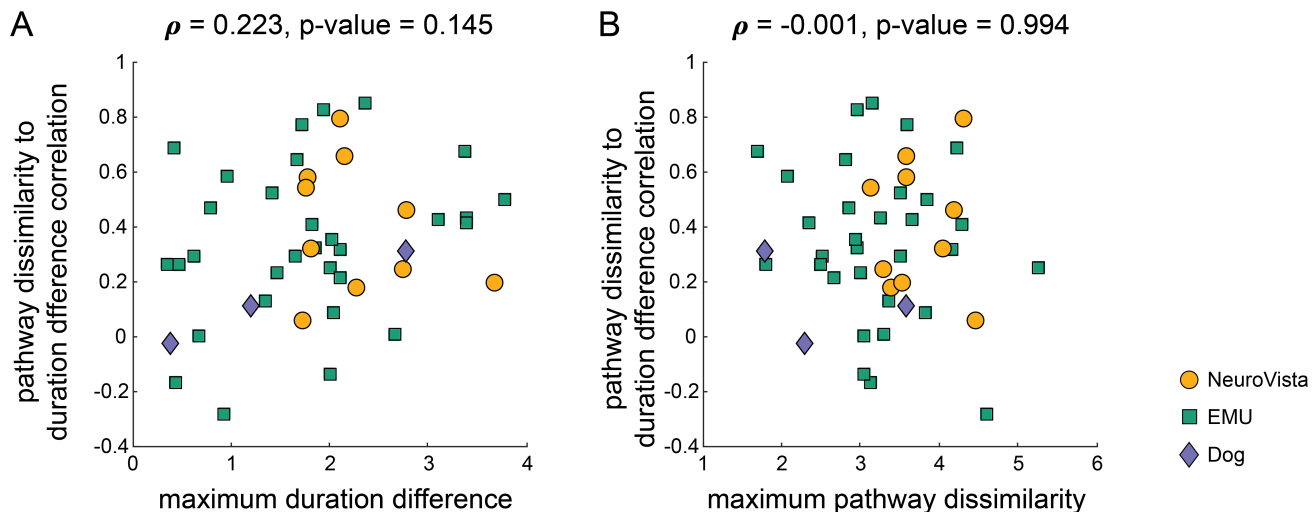 A
ρ = 0.223, p-value = 0.145
pathway dissimilarity to
duration dfference correlation
1
0.8
0.6
0.4
0.2
0
-0.2
-0.4
0 1 2 3 4
maximum duration difference
B
ρ = -0.001, p-value = 0.994
pathway dissimilarity to
duration dfference correlation
1
0.8
0.6
0.4
0.2
0
-0.2
-0.4
1 2 3 4 5 6
maximum pathway dissimilarity
NeuroVista
EMU
Dog